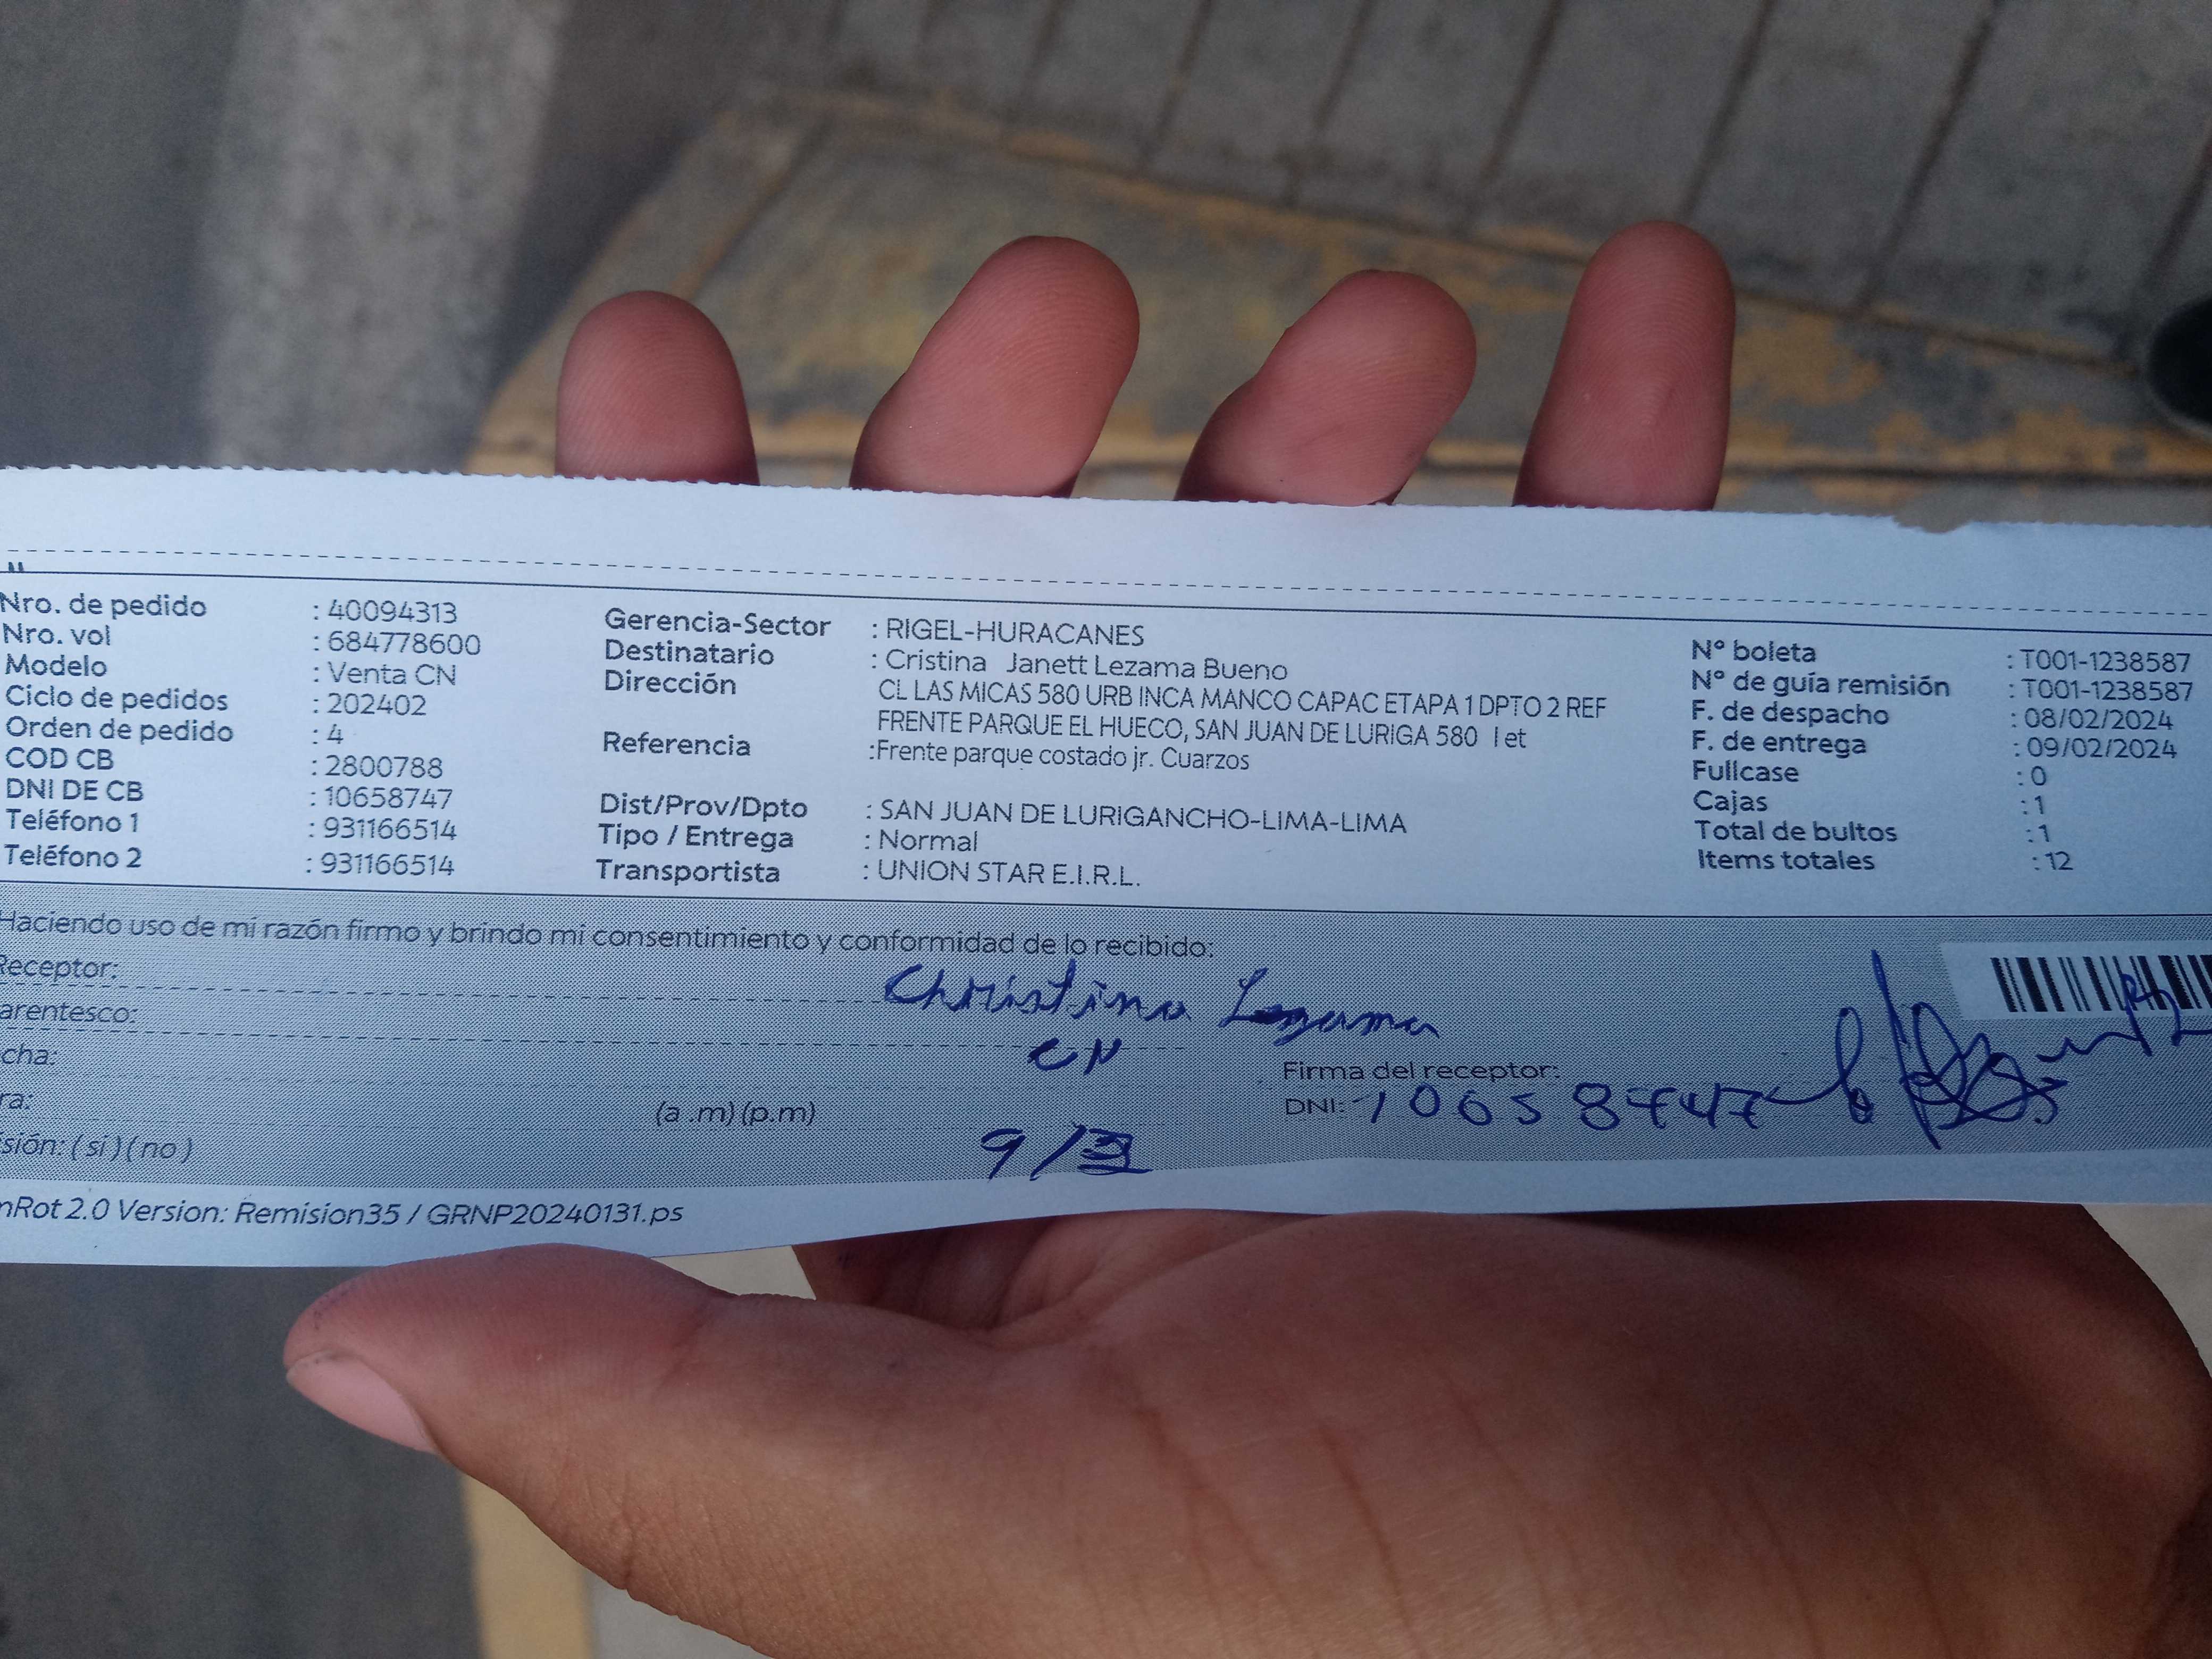 Nro. de pedido : 40094313
Nro. vol : 684778600
Modelo : Venta CN
Ciclo de pedidos : 202402
Orden de pedido : 4
COD CB : 2800788
DNI DE CB : 10658747
Teléfono 1 : 931166514
Teléfono 2 : 931166514
Gerencia-Sector : RIGEL-HURACANES
Destinatario : Cristina Janett Lezama Bueno
Dirección CL LAS MICAS 580 URB INCA MANCO CAPAC ETAPA 1 DPTO 2 REF
FRENTE PARQUE EL HUECO, SAN JUAN DE LURIGA 580 let
Referencia :Frente parque costado jr. Cuarzos
Dist/Prov/Dpto : SAN JUAN DE LURIGANCHO-LIMA-LIMA
Tipo / Entrega : Normal
Transportista : UNION STAR E.I.R.L.
N° boleta : T001-1238587
N° de guía remisión : T001-1238587
F. de despacho : 08/02/2024
F. de entrega : 09/02/2024
Fullcase : 0
Cajas : 1
Total de bultos : 1
Items totales : 12
Haciendo uso de mi razón firmo y brindo mi consentimiento y conformidad de lo recibido:
Receptor: Christina Lezama
arentesco: CN
cha:
Firma del receptor:
ra: (a .m) (p.m)
DNI: 10658747
sión: ( si ) ( no )
9/
nRot 2.0 Version: Remision35 / GRNP20240131.ps